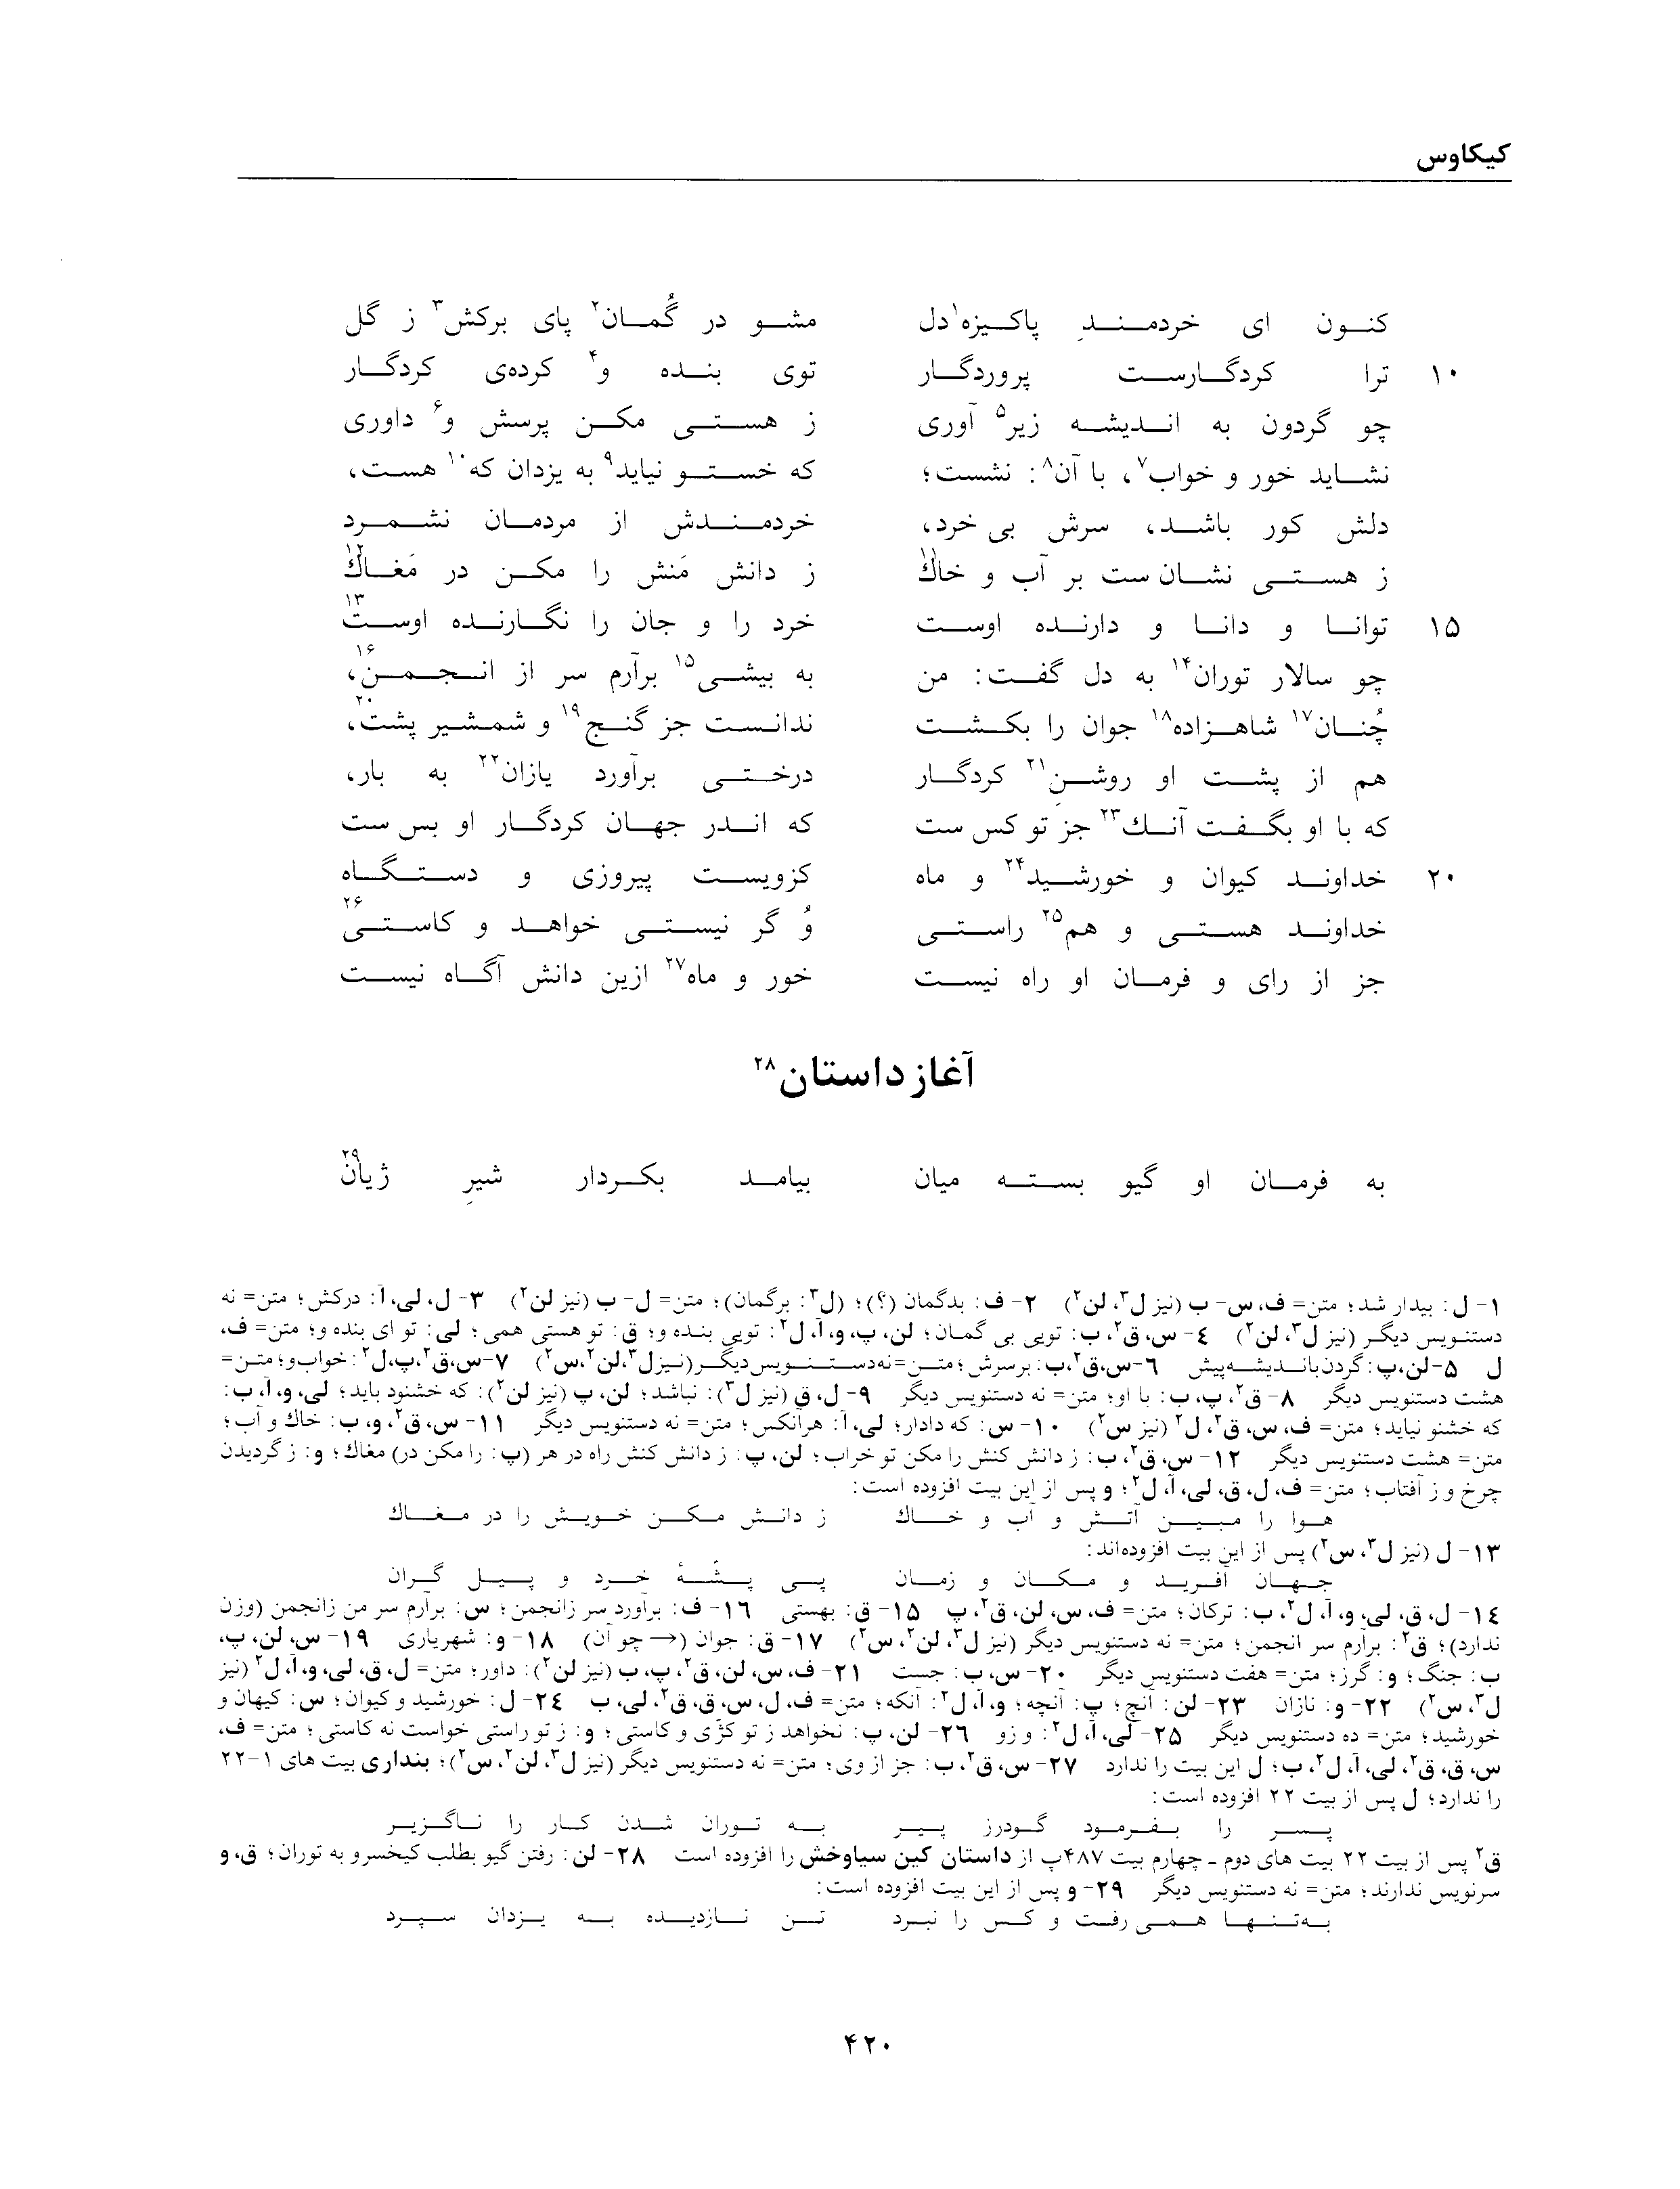 کیکاوس
کنون ای خردمندِ پاکیزه¹دل مشو در گُمان² پای برکش³ ز گل
۱۰ ترا کردگارست پروردگار توی بنده و⁴ کرده‌ی کردگار
چو گردون به اندیشه زیر⁵ آوری ز هستی مکن پرسش و⁶ داوری
نشاید خور و خواب⁷، با آن⁸: نشست؛ که خستو نیاید⁹ به یزدان که¹⁰ هست،
دلش کور باشد، سرش بی خرد، خردمندش از مردمان نشمرد
ز هستی نشان ست بر آب و خاك¹¹ ز دانش مَنش را مکن در مَغاك¹²
۱۵ توانا و دانا و دارنده اوست خرد را و جان را نگارنده اوست¹³
چو سالار توران¹⁴ به دل گفت: من به بیشی¹⁵ برآرم سر از انجمن¹⁶،
چُنان¹⁷ شاهزاده¹⁸ جوان را بکشت ندانست جز گنج¹⁹ و شمشیر پشت²⁰،
هم از پشت او روشنِ²¹ کردگار درختی برآورد یازان²² به بار،
که با او بگفت آنك²³ جز تو کس ست که اندر جهان کردگار او بس ست
۲۰ خداوند کیوان و خورشید²⁴ و ماه کزویست پیروزی و دستگاه
خداوند هستی و هم²⁵ راستی وُ گر نیستی خواهد و کاستی²⁶
جز از رای و فرمان او راه نیست خور و ماه²⁷ ازین دانش آگاه نیست
آغاز داستان²⁸
به فرمان او گیو بسته میان بیامد بکردار شیرِ ژیان²⁹
۱- ل: بیدار شد؛ متن= ف، س- ب (نیز ل³، لن²) ۲- ف: بدگمان (؟)؛ (ل³: برگمان)؛ متن= ل- ب (نیز لن²) ۳- ل، لی، آ: درکش؛ متن= نه
دستنویس دیگر (نیز ل³، لن²) ٤- س، ق²، ب: تویی بی گمان؛ لن، پ، و، آ، ل²: تویی بنده و؛ ق: تو هستی همی؛ لی: تو ای بنده و؛ متن= ف،
ل ۵- لن، پ: گردن باندیشه پیش ٦- س، ق²، ب: برسرش؛ متن= نه دستنویس دیگر (نیز ل³، لن²، س²) ۷- س، ق²، پ، ل²: خواب و؛ متن=
هشت دستنویس دیگر ۸- ق²، پ، ب: با او؛ متن= نه دستنویس دیگر ۹- ل، ق (نیز ل³): نباشد؛ لن، پ (نیز لن²): که خشنود باید؛ لی، و، آ، ب:
که خشنو نیاید؛ متن= ف، س، ق²، ل² (نیز س²) ۱۰- س: که دادار؛ لی، آ: هرآنکس؛ متن= نه دستنویس دیگر ۱۱- س، ق²، و، ب: خاك و آب؛
متن= هشت دستنویس دیگر ۱۲- س، ق²، ب: ز دانش کنش را مکن تو خراب؛ لن، پ: ز دانش کنش راه در هر (پ: را مکن در) مغاك؛ و: ز گردیدن
چرخ و ز آفتاب؛ متن= ف، ل، ق، لی، آ، ل²؛ و پس از این بیت افزوده است:
هوا را مبین آتش و آب و خاك ز دانش مکن خویش را در مغاك
۱۳- ل (نیز ل³، س²) پس از این بیت افزوده‌اند:
جهان آفرید و مکان و زمان پی پشّهٔ خرد و پیل گران
۱٤- ل، ق، لی، و، آ، ل²، ب: ترکان؛ متن= ف، س، لن، ق²، پ ۱۵- ق: بهستی ۱٦- ف: برآورد سر زانجمن؛ س: برآرم سر من زانجمن (وزن
ندارد)؛ ق²: برآرم سر انجمن؛ متن= نه دستنویس دیگر (نیز ل³، لن²، س²) ۱۷- ق: جوان (← چو آن) ۱۸- و: شهریاری ۱۹- س، لن، پ،
ب: جنگ؛ و: گرز؛ متن= هفت دستنویس دیگر ۲۰- س، ب: جست ۲۱- ف، س، لن، ق²، پ، ب (نیز لن²): داور؛ متن= ل، ق، لی، و، آ، ل² (نیز
ل³، س²) ۲۲- و: نازان ۲۳- لن: آنچ؛ پ: آنچه؛ و، آ، ل²: آنکه؛ متن= ف، ل، س، ق، ق²، لی، ب ۲٤- ل: خورشید و کیوان؛ س: کیهان و
خورشید؛ متن= ده دستنویس دیگر ۲۵- لی، آ، ل²: و زو ۲٦- لن، پ: نخواهد ز تو کژّی و کاستی؛ و: ز تو راستی خواست نه کاستی؛ متن= ف،
س، ق، ق²، لی، آ، ل²، ب؛ ل این بیت را ندارد ۲۷- س، ق²، ب: جز از وی؛ متن= نه دستنویس دیگر (نیز ل³، لن²، س²)؛ بنداری بیت های ۱-۲۲
را ندارد؛ ل پس از بیت ۲۲ افزوده است:
پسر را بفرمود گودرز پیر به توران شدن کار را ناگزیر
ق² پس از بیت ۲۲ بیت های دوم ـ چهارم بیت ۴۸۷پ از داستان کین سیاوخش را افزوده است ۲۸- لن: رفتن گیو بطلب کیخسرو به توران؛ ق، و
سرنویس ندارند؛ متن= نه دستنویس دیگر ۲۹- و پس از این بیت افزوده است:
به‌تنها همی رفت و کس را نبرد تن نازدیده به یزدان سپرد
۴۲۰